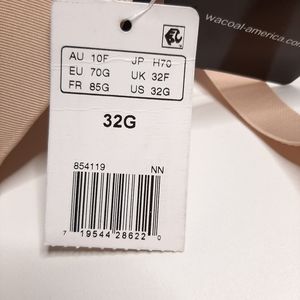 wacoal-america.com
AU 10F JP H70
EU 70G UK 32F
FR 85G US 32G
32G
854119 NN
7 19544 28622 0